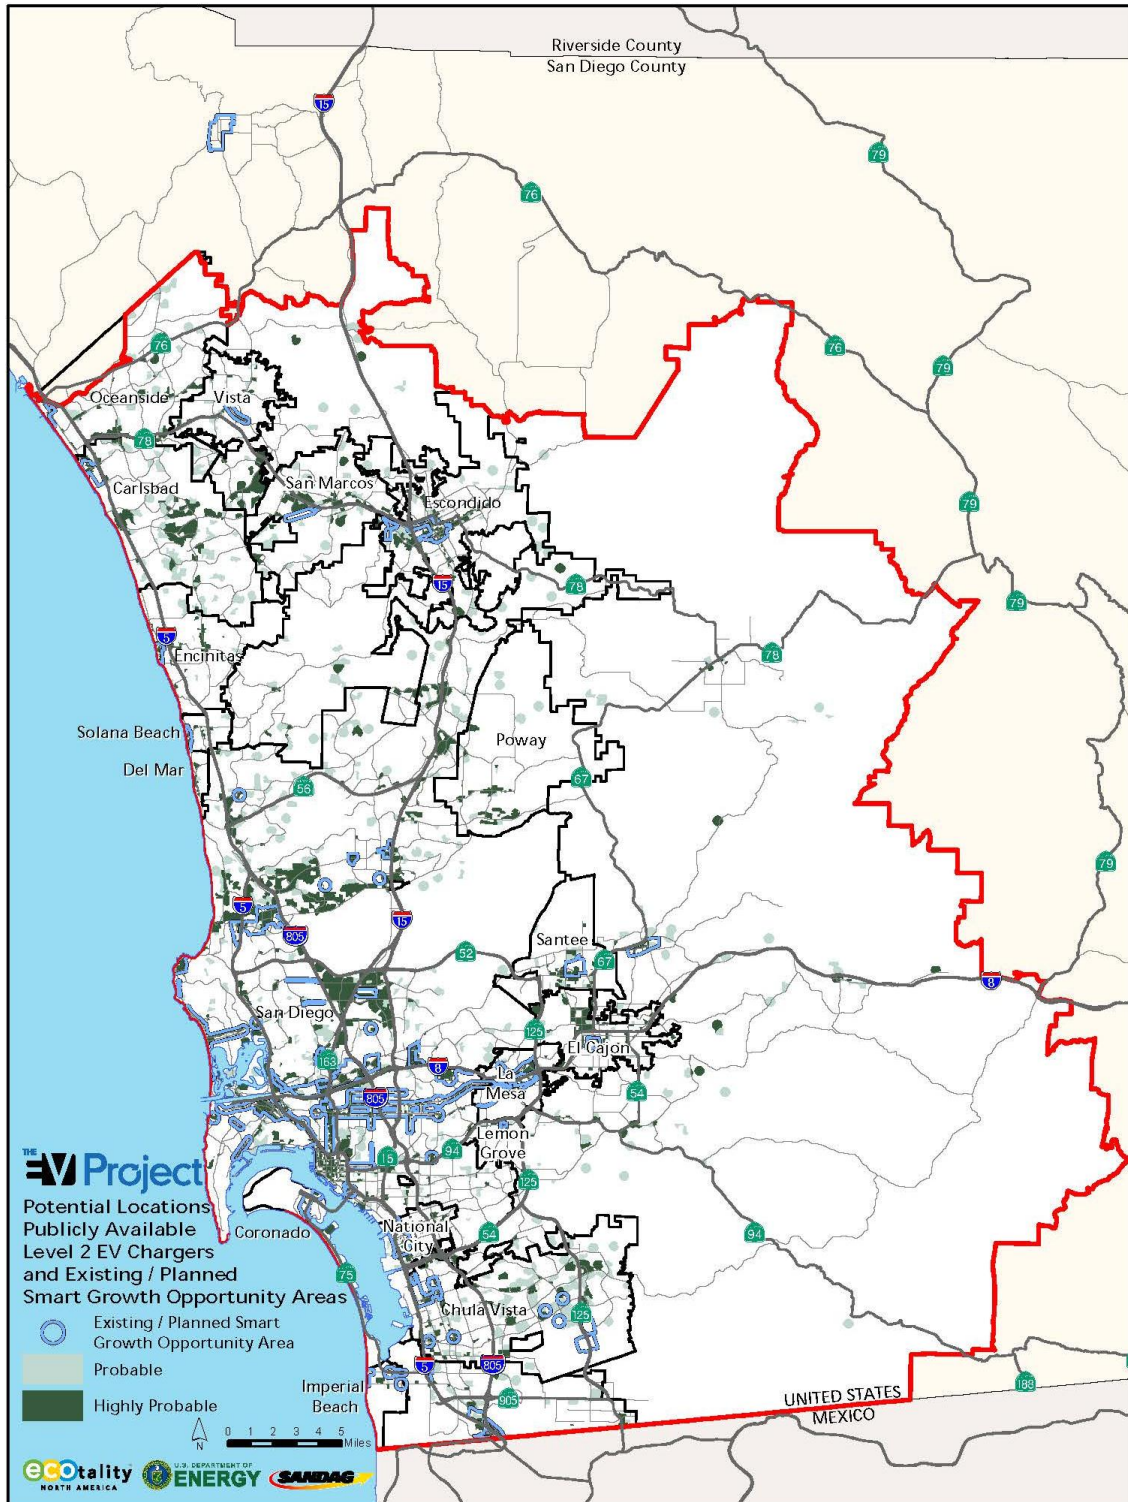 Riverside County
San Diego County
15
79
76
76
76
79
Oceanside
Vista
78
Carlsbad
San Marcos
Escondido
79
15
78
79
5
Encinitas
78
Solana Beach
Del Mar
Poway
56
67
79
5
15
805
Santee
52
67
8
San Diego
125
El Cajon
163
8
La
Mesa
805
54
Lemon
Grove
15
94
125
THE
EV Project
Potential Locations
Publicly Available
Level 2 EV Chargers
and Existing / Planned
Smart Growth Opportunity Areas
Existing / Planned Smart
Growth Opportunity Area
Probable
Highly Probable
Coronado
National
City
54
94
75
Chula Vista
125
5
805
Imperial
Beach
905
188
UNITED STATES
MEXICO
N
0 1 2 3 4 5
Miles
ecotality
NORTH AMERICA
U.S. DEPARTMENT OF
ENERGY
SANDAG